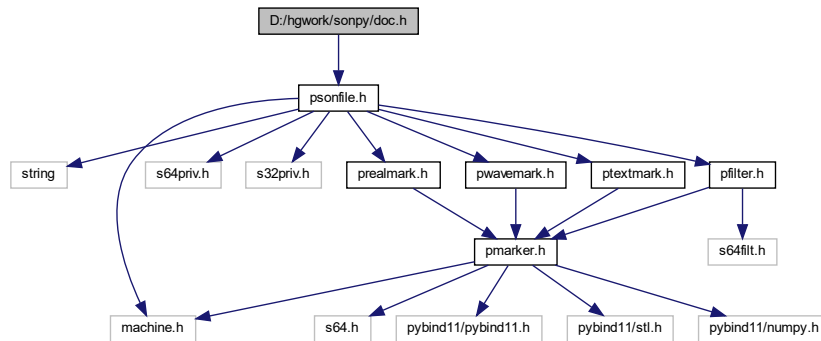 D:/hgwork/sonpy/doc.h
psonfile.h
string
s64priv.h
s32priv.h
prealmark.h
pwavemark.h
ptextmark.h
pfilter.h
pmarker.h
s64filt.h
machine.h
s64.h
pybind11/pybind11.h
pybind11/stl.h
pybind11/numpy.h